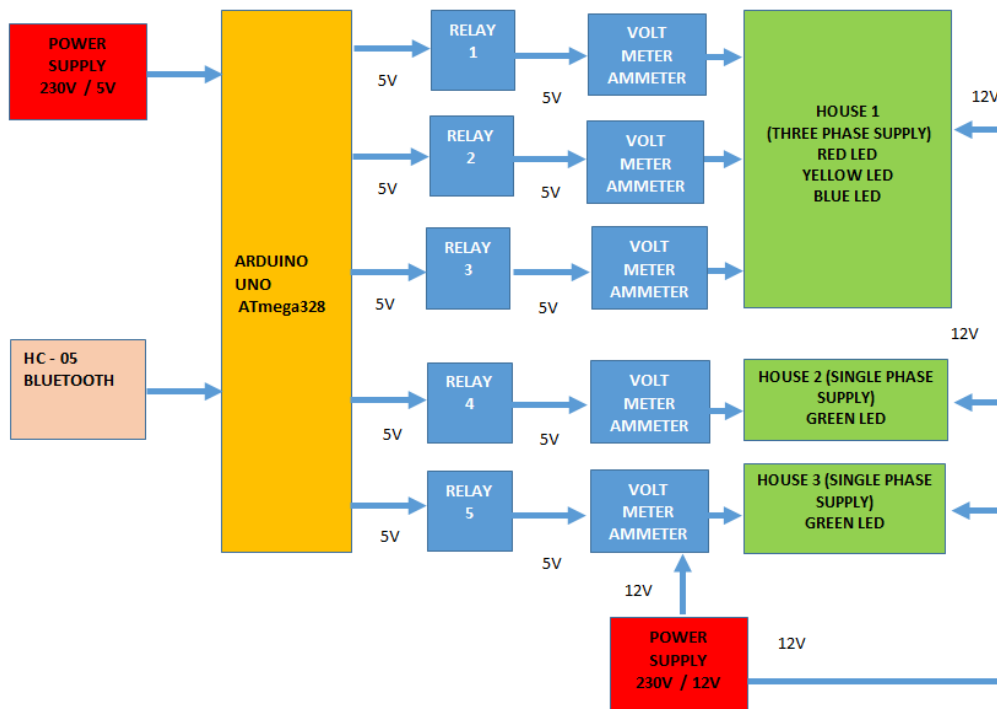 POWER
SUPPLY
230V / 5V
HC - 05
BLUETOOTH
ARDUINO
UNO
ATmega328
5V
RELAY
1
5V
VOLT
METER
AMMETER
5V
RELAY
2
5V
VOLT
METER
AMMETER
5V
RELAY
3
5V
VOLT
METER
AMMETER
HOUSE 1
(THREE PHASE SUPPLY)
RED LED
YELLOW LED
BLUE LED
12V
5V
RELAY
4
5V
VOLT
METER
AMMETER
HOUSE 2 (SINGLE PHASE
SUPPLY)
GREEN LED
12V
5V
RELAY
5
5V
VOLT
METER
AMMETER
HOUSE 3 (SINGLE PHASE
SUPPLY)
GREEN LED
12V
POWER
SUPPLY
230V / 12V
12V